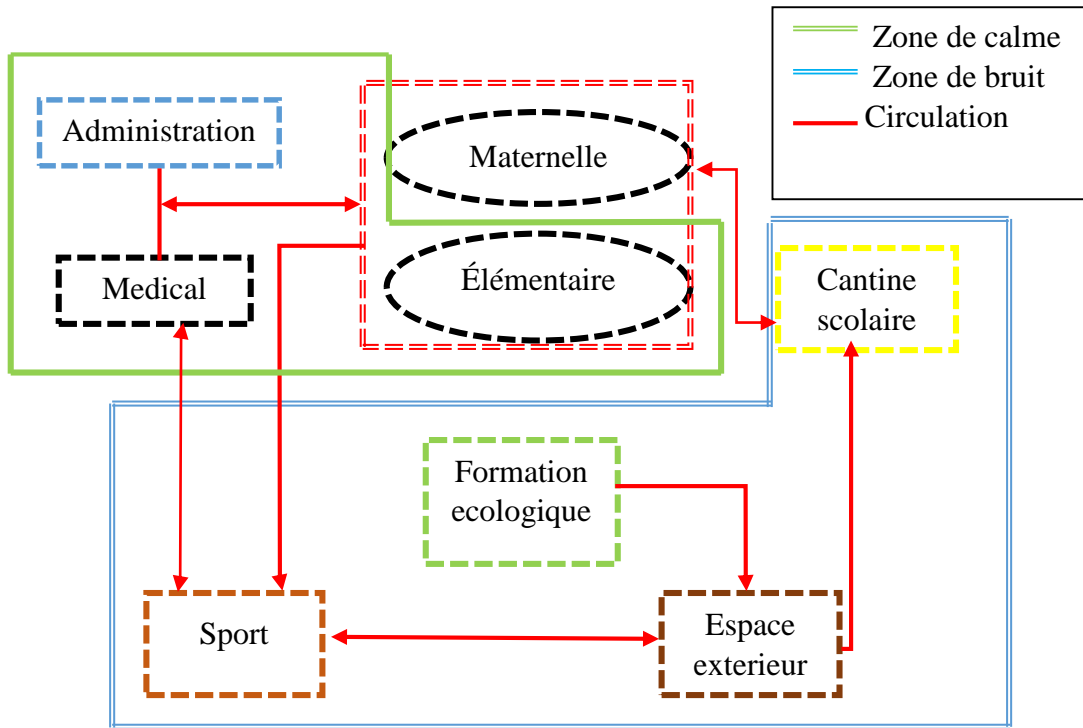 Zone de calme
Zone de bruit
Circulation
Administration
Maternelle
Medical
Élémentaire
Cantine
scolaire
Formation
ecologique
Sport
Espace
exterieur